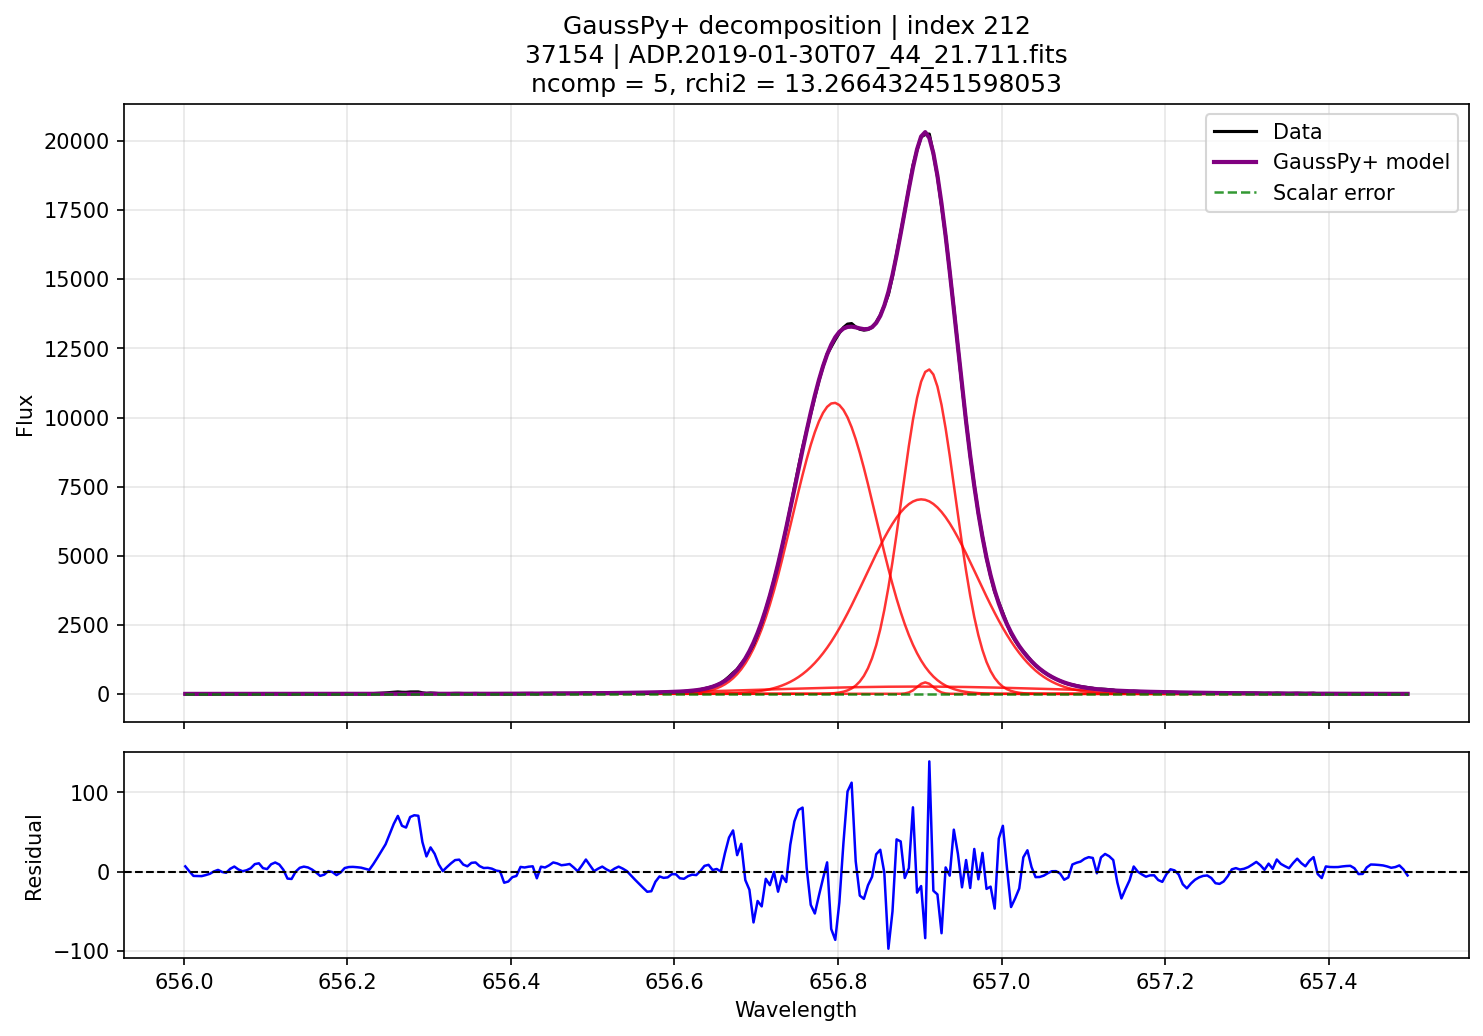 GaussPy+ decomposition | index 212
37154 | ADP.2019-01-30T07_44_21.711.fits
ncomp = 5, rchi2 = 13.266432451598053
Data
GaussPy+ model
Scalar error
Flux
20000
17500
15000
12500
10000
7500
5000
2500
0
Residual
100
0
−100
656.0 656.2 656.4 656.6 656.8 657.0 657.2 657.4
Wavelength